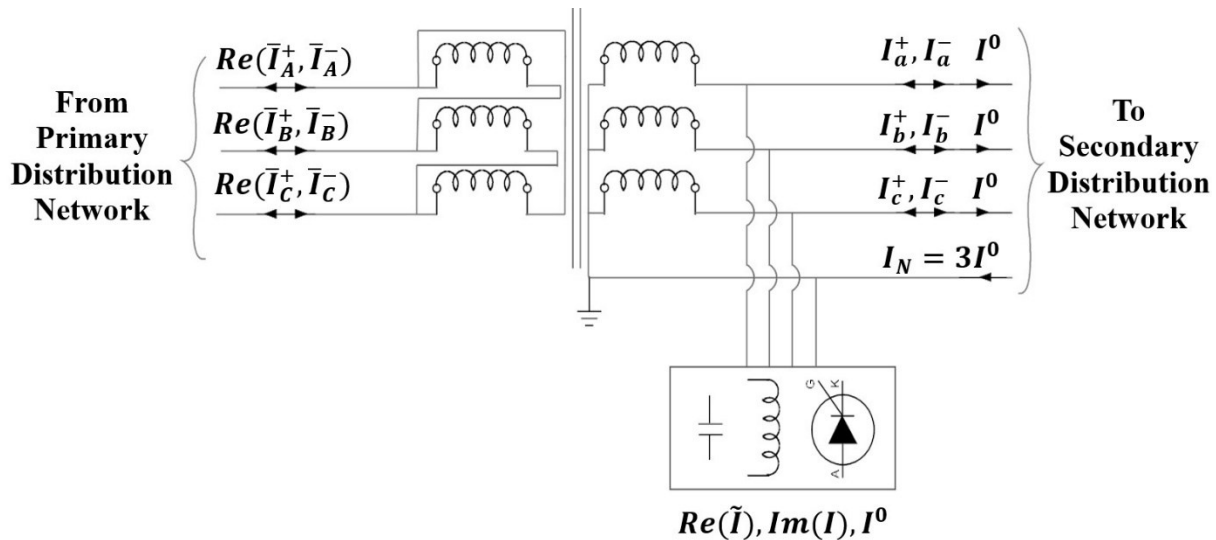 From
Primary
Distribution
Network
Re(Ī_A^+, Ī_A^-)
Re(Ī_B^+, Ī_B^-)
Re(Ī_C^+, Ī_C^-)
I_a^+, I_a^- I^0
I_b^+, I_b^- I^0
I_c^+, I_c^- I^0
I_N = 3I^0
To
Secondary
Distribution
Network
G K
A
Re(Ĩ), Im(I), I^0